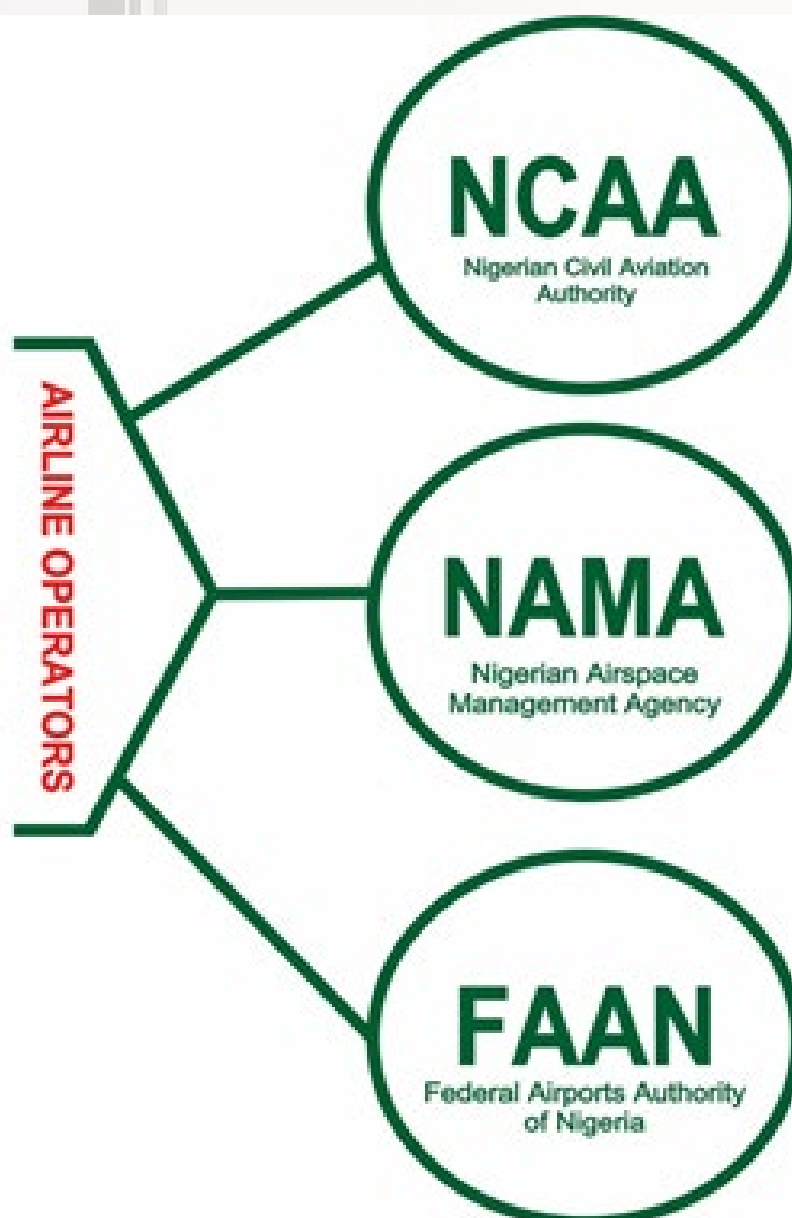 NCAA
Nigerian Civil Aviation
Authority
AIRLINE OPERATORS
NAMA
Nigerian Airspace
Management Agency
FAAN
Federal Airports Authority
of Nigeria